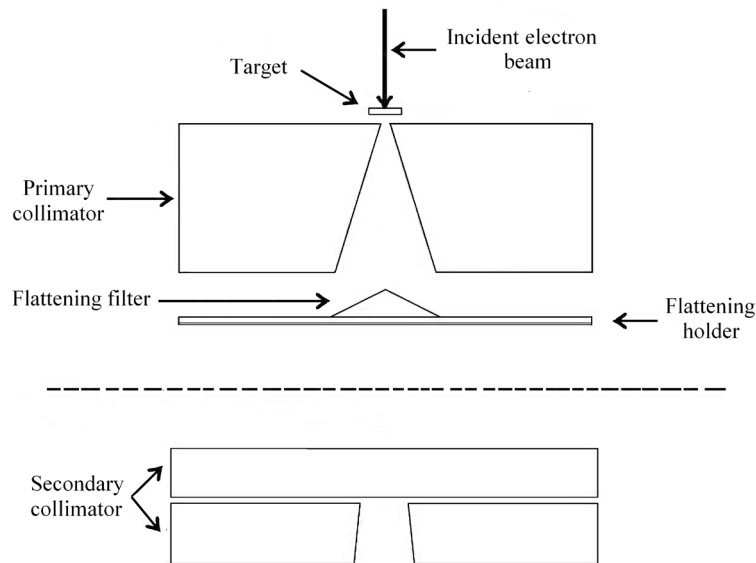 Incident electron
beam
Target
Primary
collimator
Flattening filter
Flattening
holder
Secondary
collimator